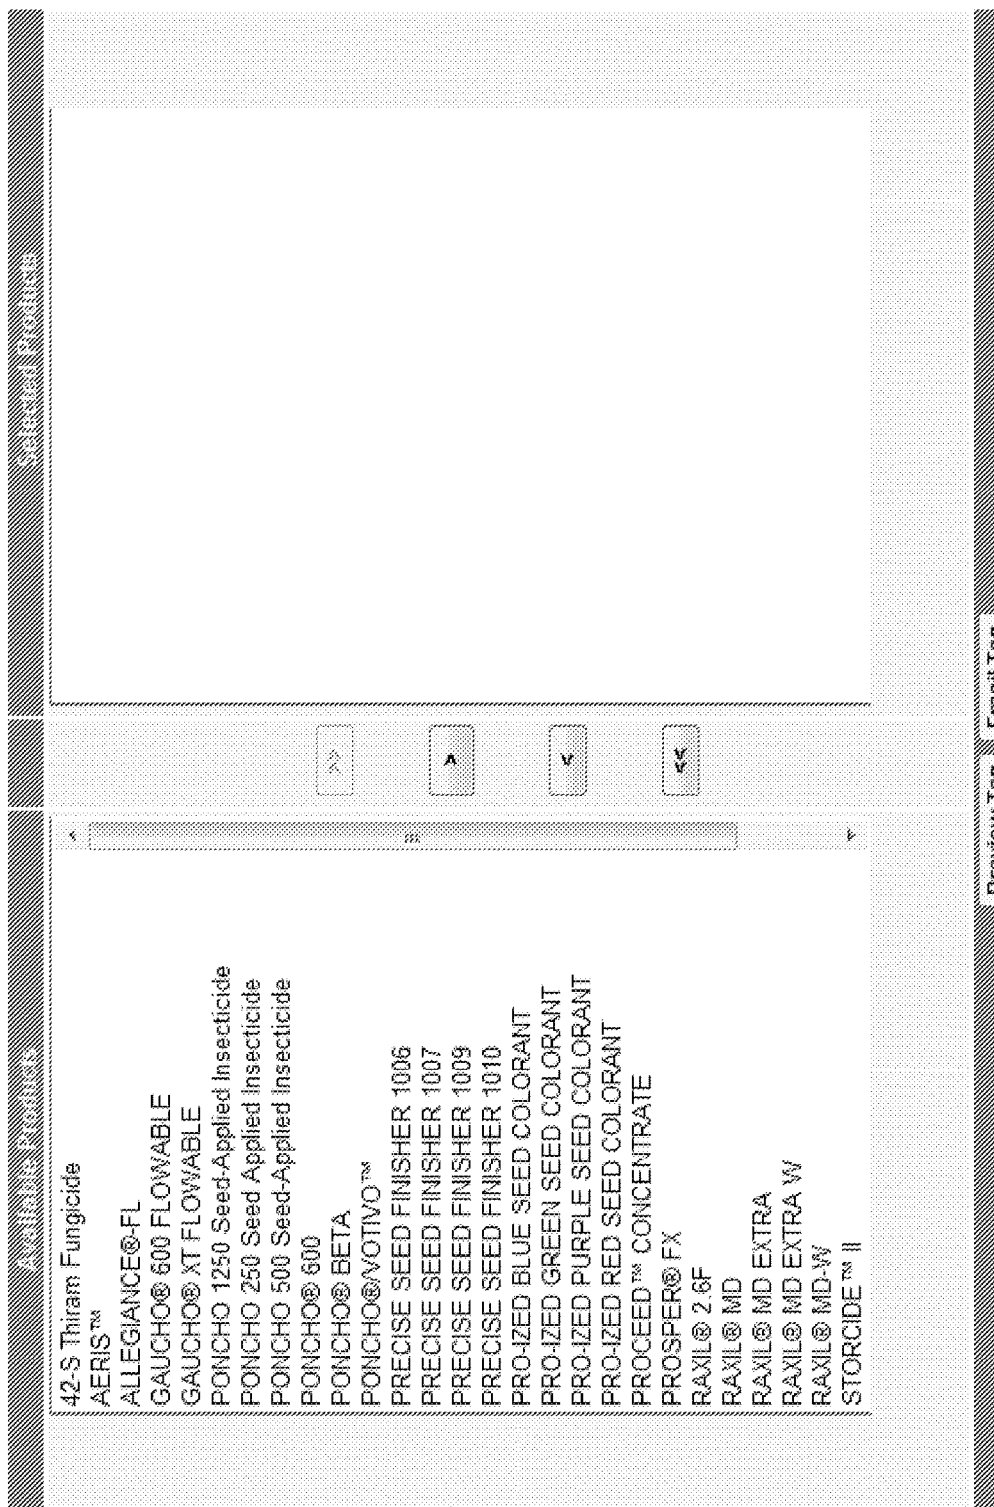 Available Products
Selected Products
42-S Thiram Fungicide
AERIS™
ALLEGIANCE®-FL
GAUCHO® 600 FLOWABLE
GAUCHO® XT FLOWABLE
PONCHO 1250 Seed-Applied Insecticide
PONCHO 250 Seed Applied Insecticide
PONCHO 500 Seed-Applied Insecticide
PONCHO® 600
PONCHO® BETA
PONCHO®/VOTIVO™
PRECISE SEED FINISHER 1006
PRECISE SEED FINISHER 1007
PRECISE SEED FINISHER 1009
PRECISE SEED FINISHER 1010
PRO-IZED BLUE SEED COLORANT
PRO-IZED GREEN SEED COLORANT
PRO-IZED PURPLE SEED COLORANT
PRO-IZED RED SEED COLORANT
PROCEED™ CONCENTRATE
PROSPER® FX
RAXIL® 2.6F
RAXIL® MD
RAXIL® MD EXTRA
RAXIL® MD EXTRA W
RAXIL® MD-W
STORCIDE™ II
>>
>
<
<<
Preview Tag
Email Tag